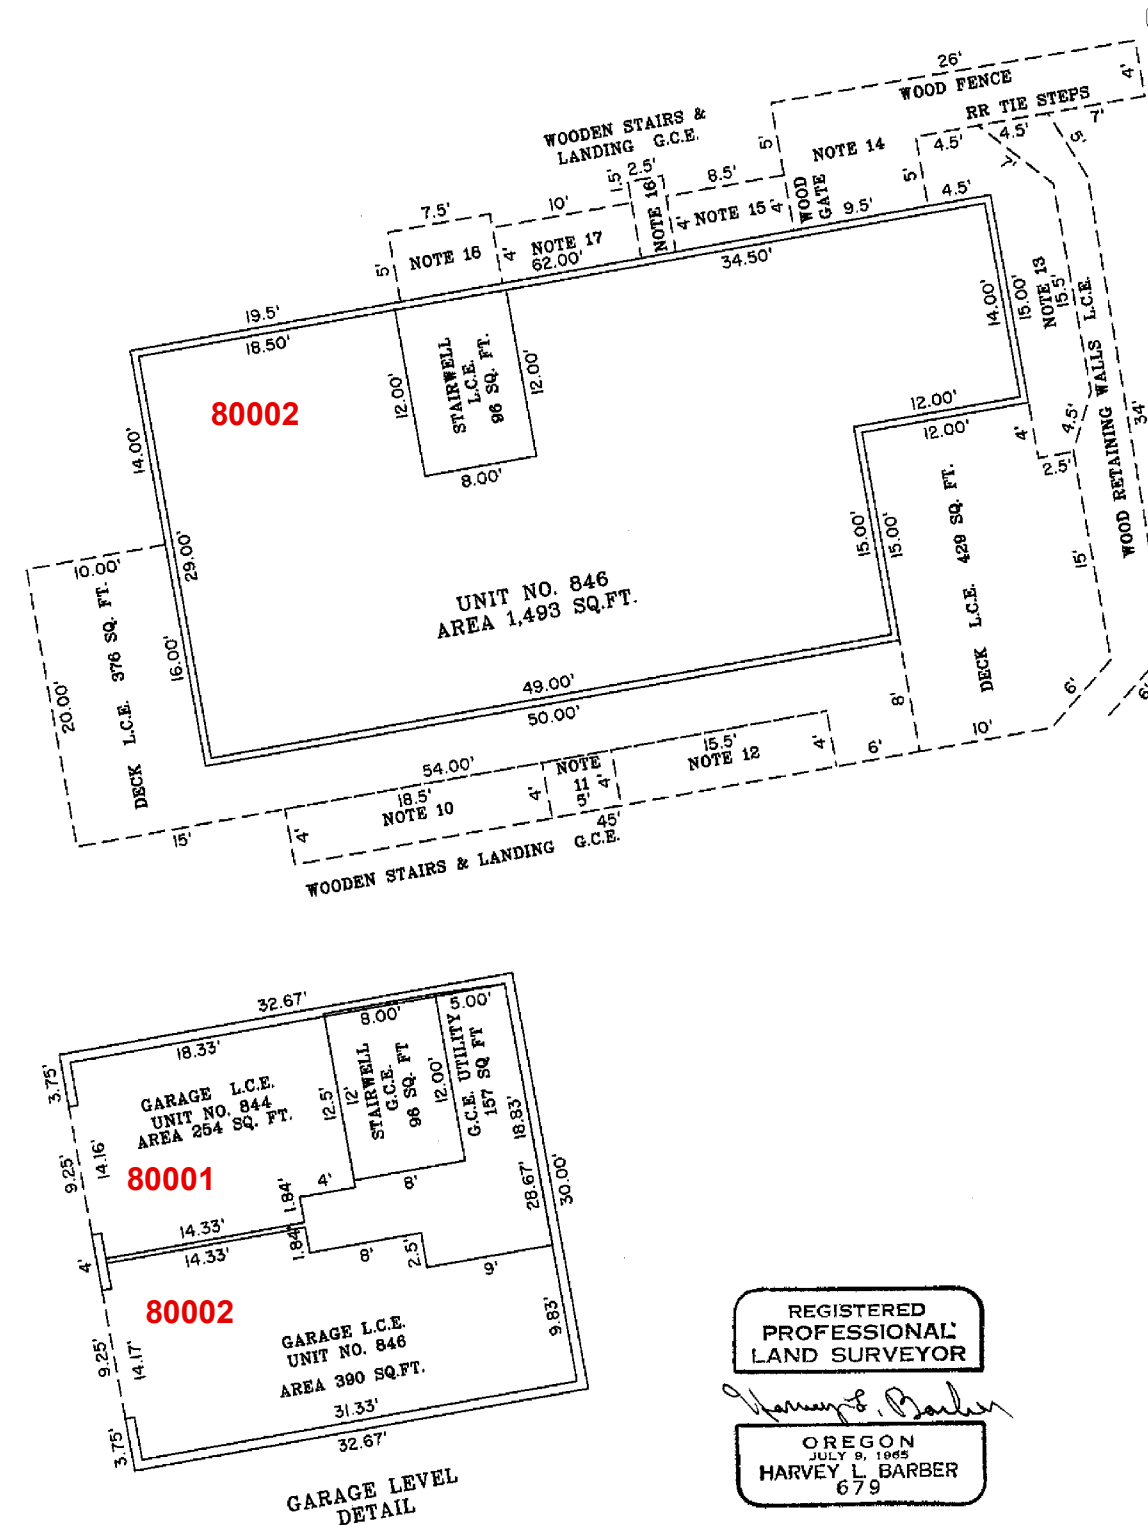 26'
WOOD FENCE
4'
RR TIE STEPS
7'
WOODEN STAIRS &
LANDING G.C.E.
5'
NOTE 14
4.5'
4.5'
7'
5'
1.5'
2.5'
8.5'
5'
7.5'
10'
NOTE 16
4'
NOTE 15
4'
WOOD
GATE
9.5'
4.5'
5'
NOTE 16
4'
NOTE 17
62.00'
34.50'
19.5'
18.50'
14.00'
15.00'
NOTE 13
15.5'
WOOD RETAINING WALLS L.C.E.
34'
80002
12.00'
STAIRWELL
L.C.E.
96 SQ. FT.
12.00'
8.00'
14.00'
12.00'
12.00'
4'
4.5'
2.5'
10.00'
29.00'
15.00'
15.00'
DECK L.C.E. 429 SQ. FT.
15'
UNIT NO. 846
AREA 1,493 SQ.FT.
DECK L.C.E. 376 SQ. FT.
20.00'
16.00'
49.00'
50.00'
8'
6'
6'
10'
6'
54.00'
18.5'
NOTE 10
4'
4'
NOTE
11
5'
4'
15.5'
NOTE 12
4'
15'
45'
WOODEN STAIRS & LANDING G.C.E.
32.67'
18.33'
8.00'
5.00'
3.75'
GARAGE L.C.E.
UNIT NO. 844
AREA 254 SQ. FT.
12.5'
12'
STAIRWELL
G.C.E.
96 SQ. FT
12.00'
G.C.E. UTILITY
157 SQ FT
18.83'
9.25'
14.16'
80001
4'
8'
1.84'
28.67'
30.00'
14.33'
14.33'
1.84'
8'
2.5'
9'
4'
80002
9.25'
14.17'
GARAGE L.C.E.
UNIT NO. 846
AREA 390 SQ.FT.
9.83'
31.33'
32.67'
3.75'
GARAGE LEVEL
DETAIL
REGISTERED
PROFESSIONAL
LAND SURVEYOR
Harvey L. Barber
OREGON
JULY 9, 1965
HARVEY L. BARBER
679